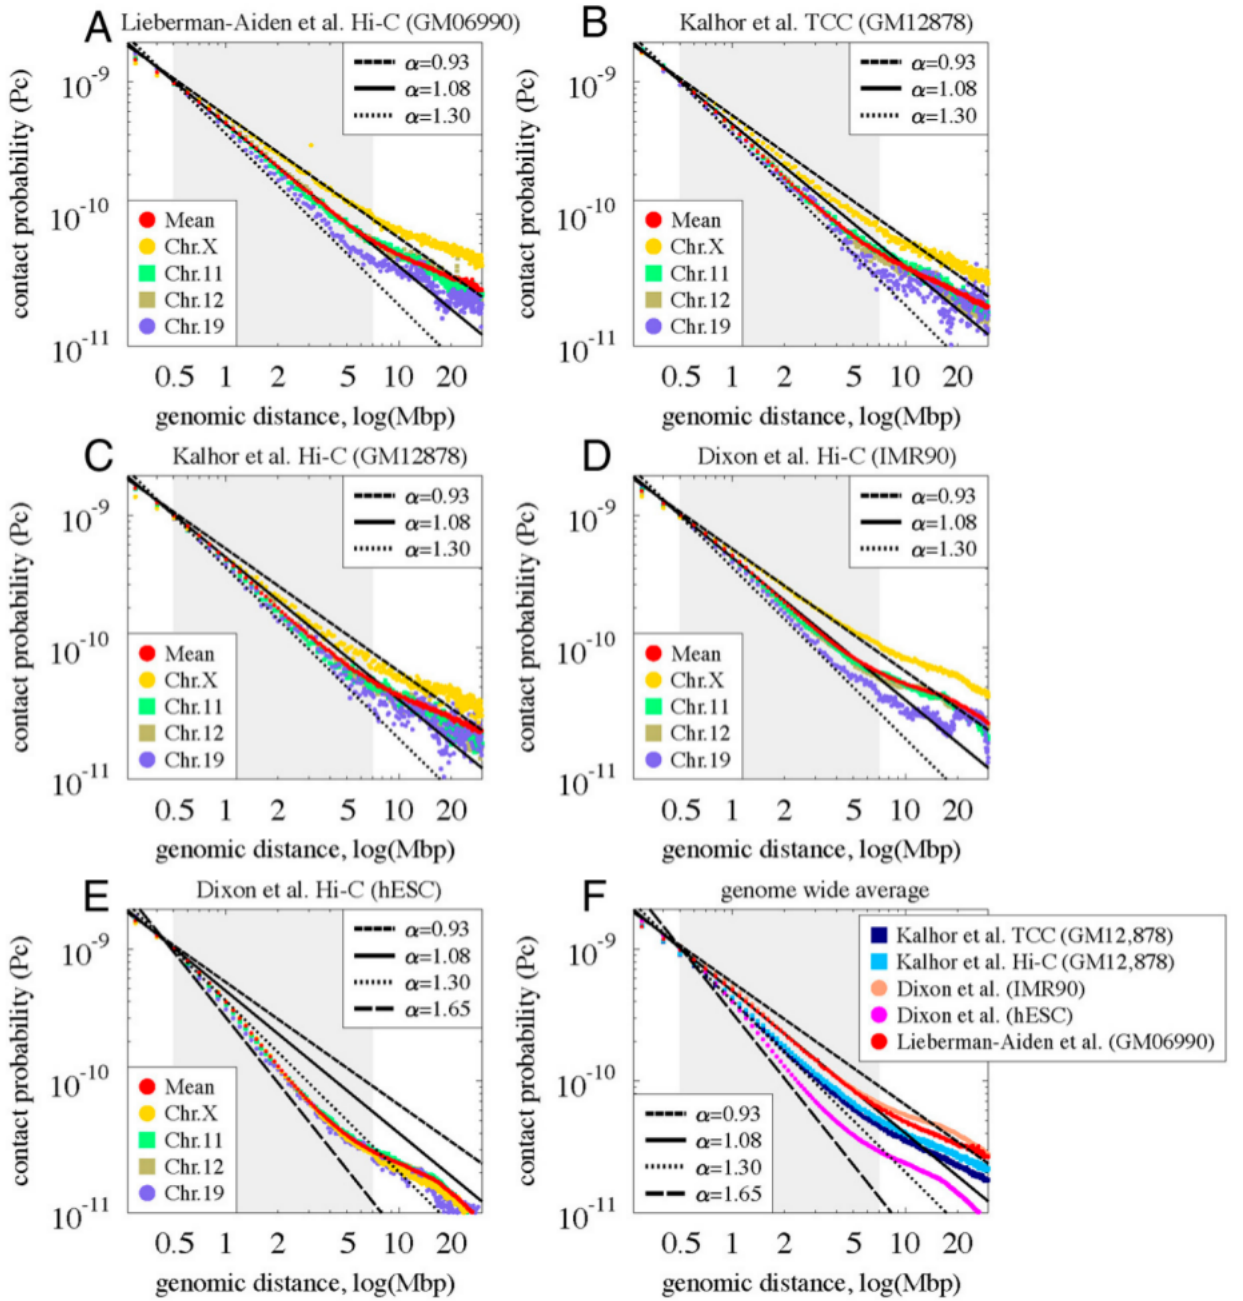 A Lieberman-Aiden et al. Hi-C (GM06990)
α=0.93
α=1.08
α=1.30
Mean
Chr.X
Chr.11
Chr.12
Chr.19
contact probability (Pc)
10-9
10-10
10-11
0.5 1 2 5 10 20
genomic distance, log(Mbp)
B Kalhor et al. TCC (GM12878)
α=0.93
α=1.08
α=1.30
Mean
Chr.X
Chr.11
Chr.12
Chr.19
contact probability (Pc)
10-9
10-10
10-11
0.5 1 2 5 10 20
genomic distance, log(Mbp)
C Kalhor et al. Hi-C (GM12878)
α=0.93
α=1.08
α=1.30
Mean
Chr.X
Chr.11
Chr.12
Chr.19
contact probability (Pc)
10-9
10-10
10-11
0.5 1 2 5 10 20
genomic distance, log(Mbp)
D Dixon et al. Hi-C (IMR90)
α=0.93
α=1.08
α=1.30
Mean
Chr.X
Chr.11
Chr.12
Chr.19
contact probability (Pc)
10-9
10-10
10-11
0.5 1 2 5 10 20
genomic distance, log(Mbp)
E Dixon et al. Hi-C (hESC)
α=0.93
α=1.08
α=1.30
α=1.65
Mean
Chr.X
Chr.11
Chr.12
Chr.19
contact probability (Pc)
10-9
10-10
10-11
0.5 1 2 5 10 20
genomic distance, log(Mbp)
F genome wide average
Kalhor et al. TCC (GM12,878)
Kalhor et al. Hi-C (GM12,878)
Dixon et al. (IMR90)
Dixon et al. (hESC)
Lieberman-Aiden et al. (GM06990)
α=0.93
α=1.08
α=1.30
α=1.65
contact probability (Pc)
10-9
10-10
10-11
0.5 1 2 5 10 20
genomic distance, log(Mbp)